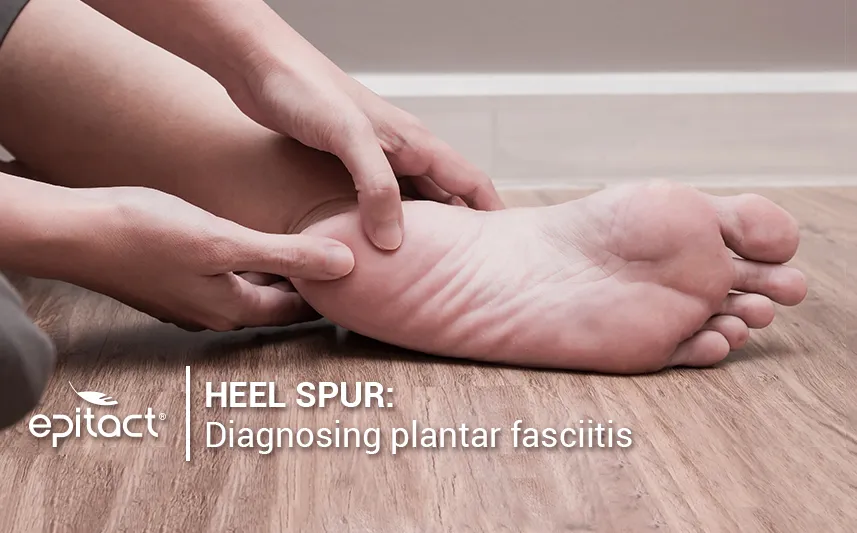 epitact®
HEEL SPUR:
Diagnosing plantar fasciitis